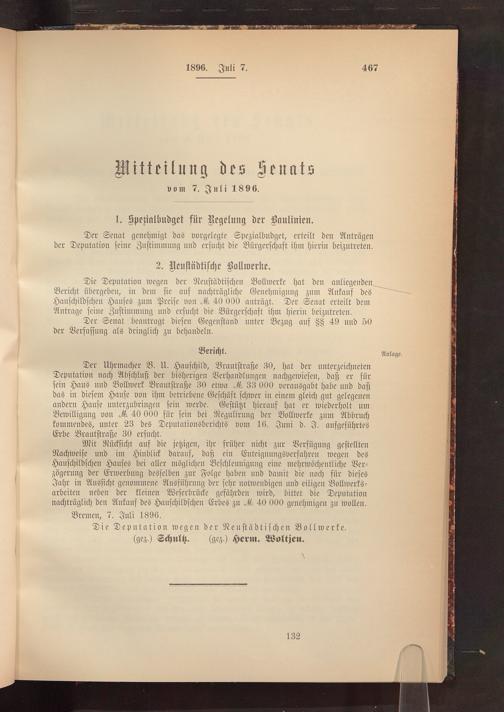 1896. Juli 7.
467
Mitteilung des Senats
vom 7. Juli 1896.
1. Spezialbudget für Regelung der Baulinien.
Der Senat genehmigt das vorgelegte Spezialbudget, erteilt den Anträgen
der Deputation seine Zustimmung und ersucht die Bürgerschaft ihm hierin beizutreten.
2. Neustädtische Bollwerke.
Die Deputation wegen der Neustädtischen Bollwerke hat den anliegenden
Bericht übergeben, in dem sie auf nachträgliche Genehmigung zum Ankauf des
Hauschildschen Hauses zum Preise von M. 40 000 anträgt. Der Senat erteilt dem
Antrage seine Zustimmung und ersucht die Bürgerschaft ihm hierin beizutreten.
Der Senat beantragt diesen Gegenstand unter Bezug auf §§ 49 und 50
der Verfassung als dringlich zu behandeln.
Bericht.
Anlage.
Der Uhrmacher B. U. Hauschild, Brautstraße 30, hat der unterzeichneten
Deputation nach Abschluß der bisherigen Verhandlungen nachgewiesen, daß er für
sein Haus und Bollwerk Brautstraße 30 etwa M. 33 000 verausgabt habe und daß
das in diesem Hause von ihm betriebene Geschäft schwer in einem gleich gut gelegenen
andern Hause unterzubringen sein werde. Gestützt hierauf hat er wiederholt um
Bewilligung von M. 40 000 für sein bei Regulirung der Bollwerke zum Abbruch
kommendes, unter 23 des Deputationsberichts vom 16. Juni d. J. aufgeführtes
Erbe Brautstraße 30 ersucht.
Mit Rücksicht auf die jetzigen, ihr früher nicht zur Verfügung gestellten
Nachweise und im Hinblick darauf, daß ein Enteignungsverfahren wegen des
Hauschildschen Hauses bei aller möglichen Beschleunigung eine mehrwöchentliche Ver-
zögerung der Erwerbung desselben zur Folge haben und damit die noch für dieses
Jahr in Aussicht genommene Ausführung der sehr notwendigen und eiligen Bollwerks-
arbeiten neben der kleinen Weserbrücke gefährden wird, bittet die Deputation
nachträglich den Ankauf des Hauschildschen Erbes zu M. 40 000 genehmigen zu wollen.
Bremen, 7. Juli 1896.
Die Deputation wegen der Neustädtischen Bollwerke.
(gez.) Schultz. (gez.) Herm. Woltjen.
132